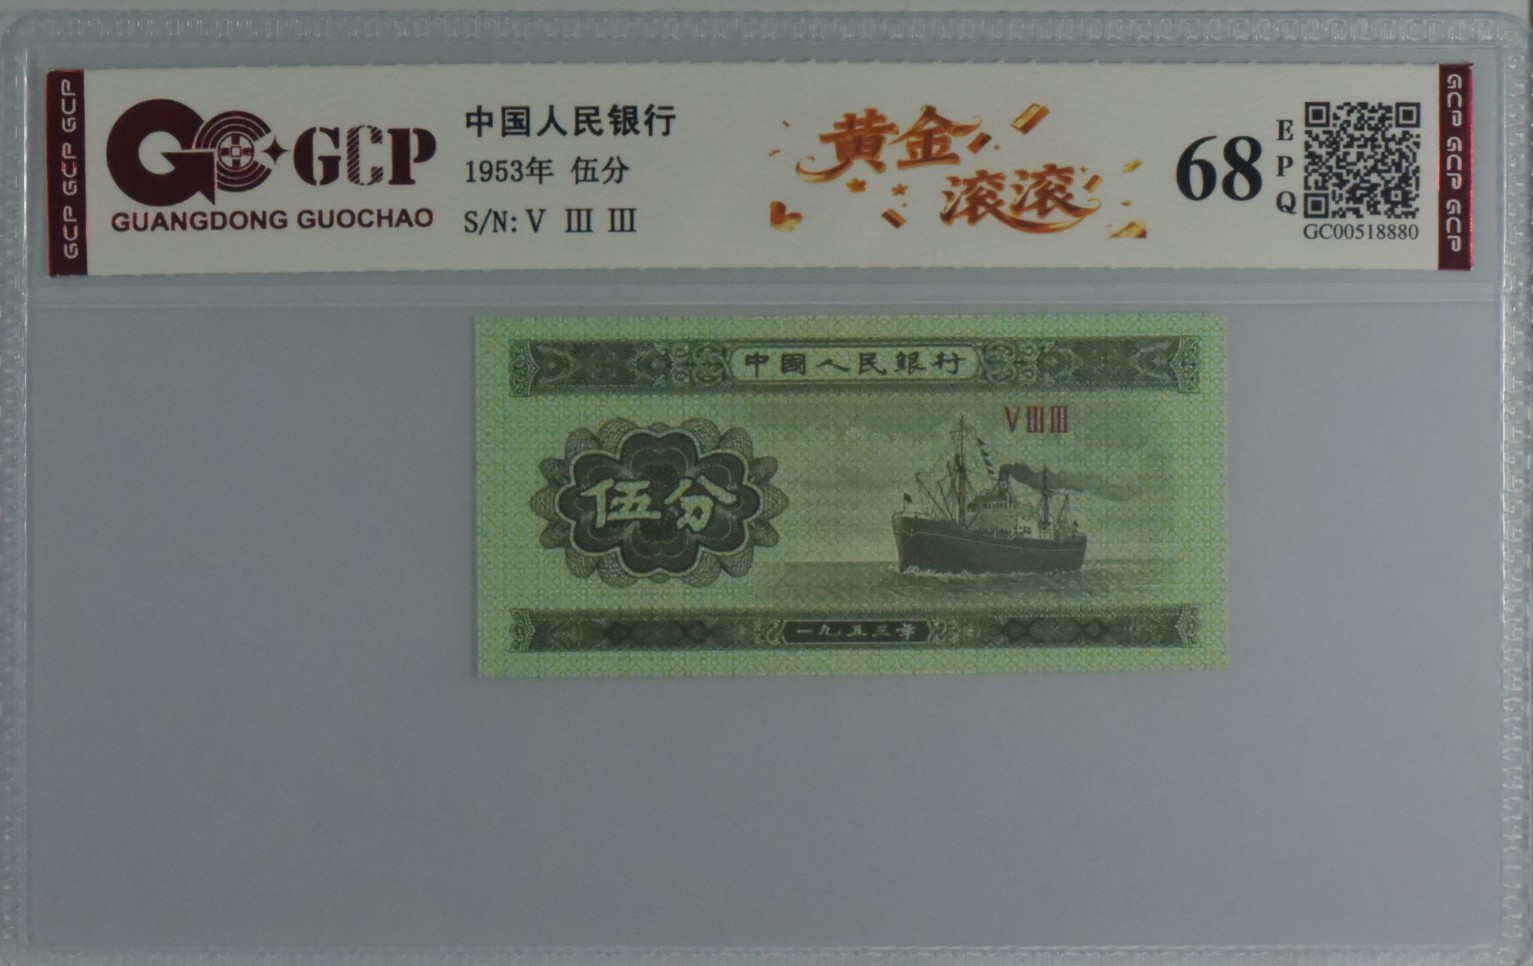 GCP GCP GCP
GCP
GUANGDONG GUOCHAO
中国人民银行
1953年 伍分
S/N: V Ⅲ Ⅲ
黄金
滚滚
68
EPQ
GC00518880
GCP GCP GCP
中國人民銀行
VⅢⅢ
伍分
一九五三年